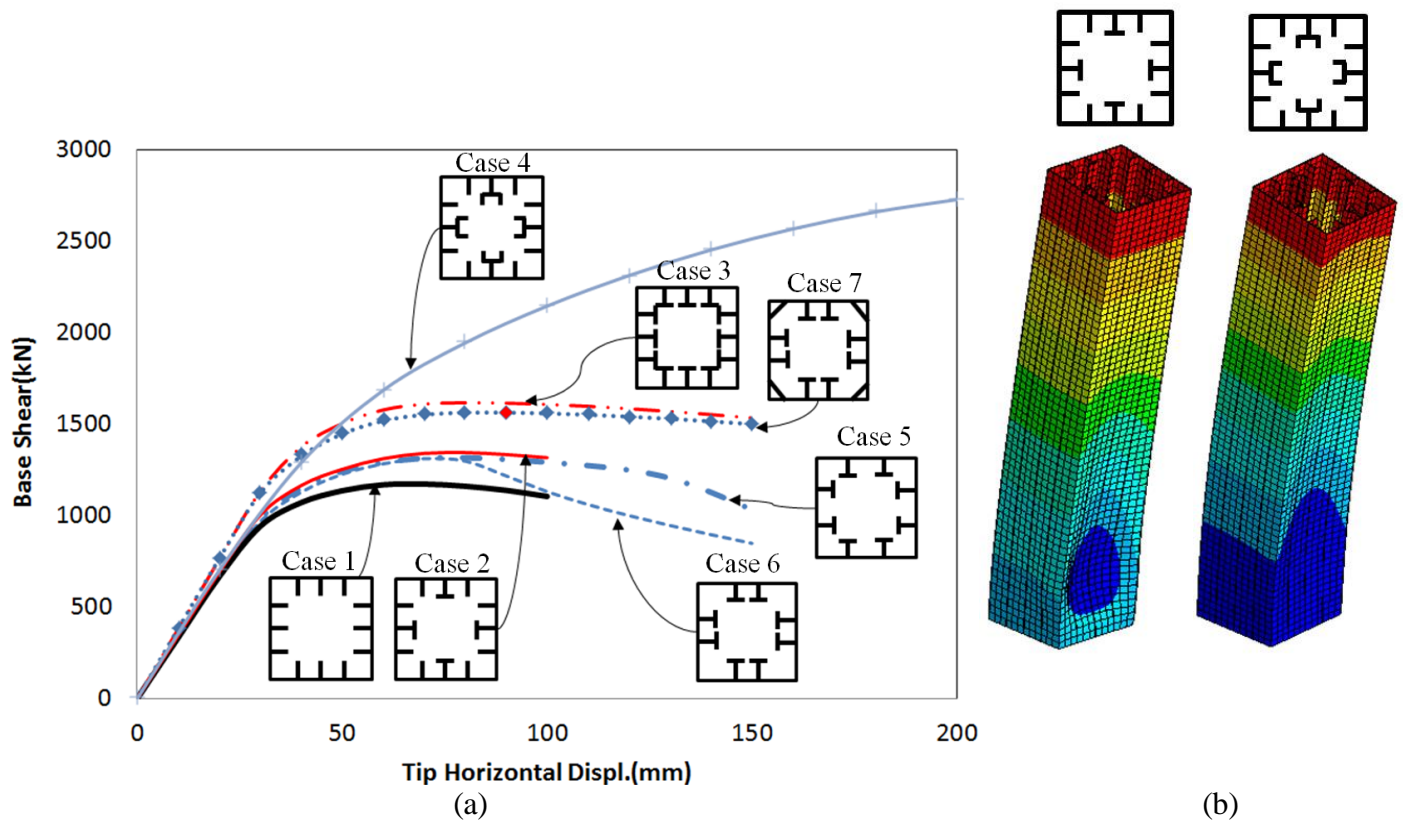 3000
2500
2000
1500
1000
500
0
Base Shear(kN)
Case 4
Case 3
Case 7
Case 5
Case 1
Case 2
Case 6
0
50
100
150
200
Tip Horizontal Displ.(mm)
(a)
(b)